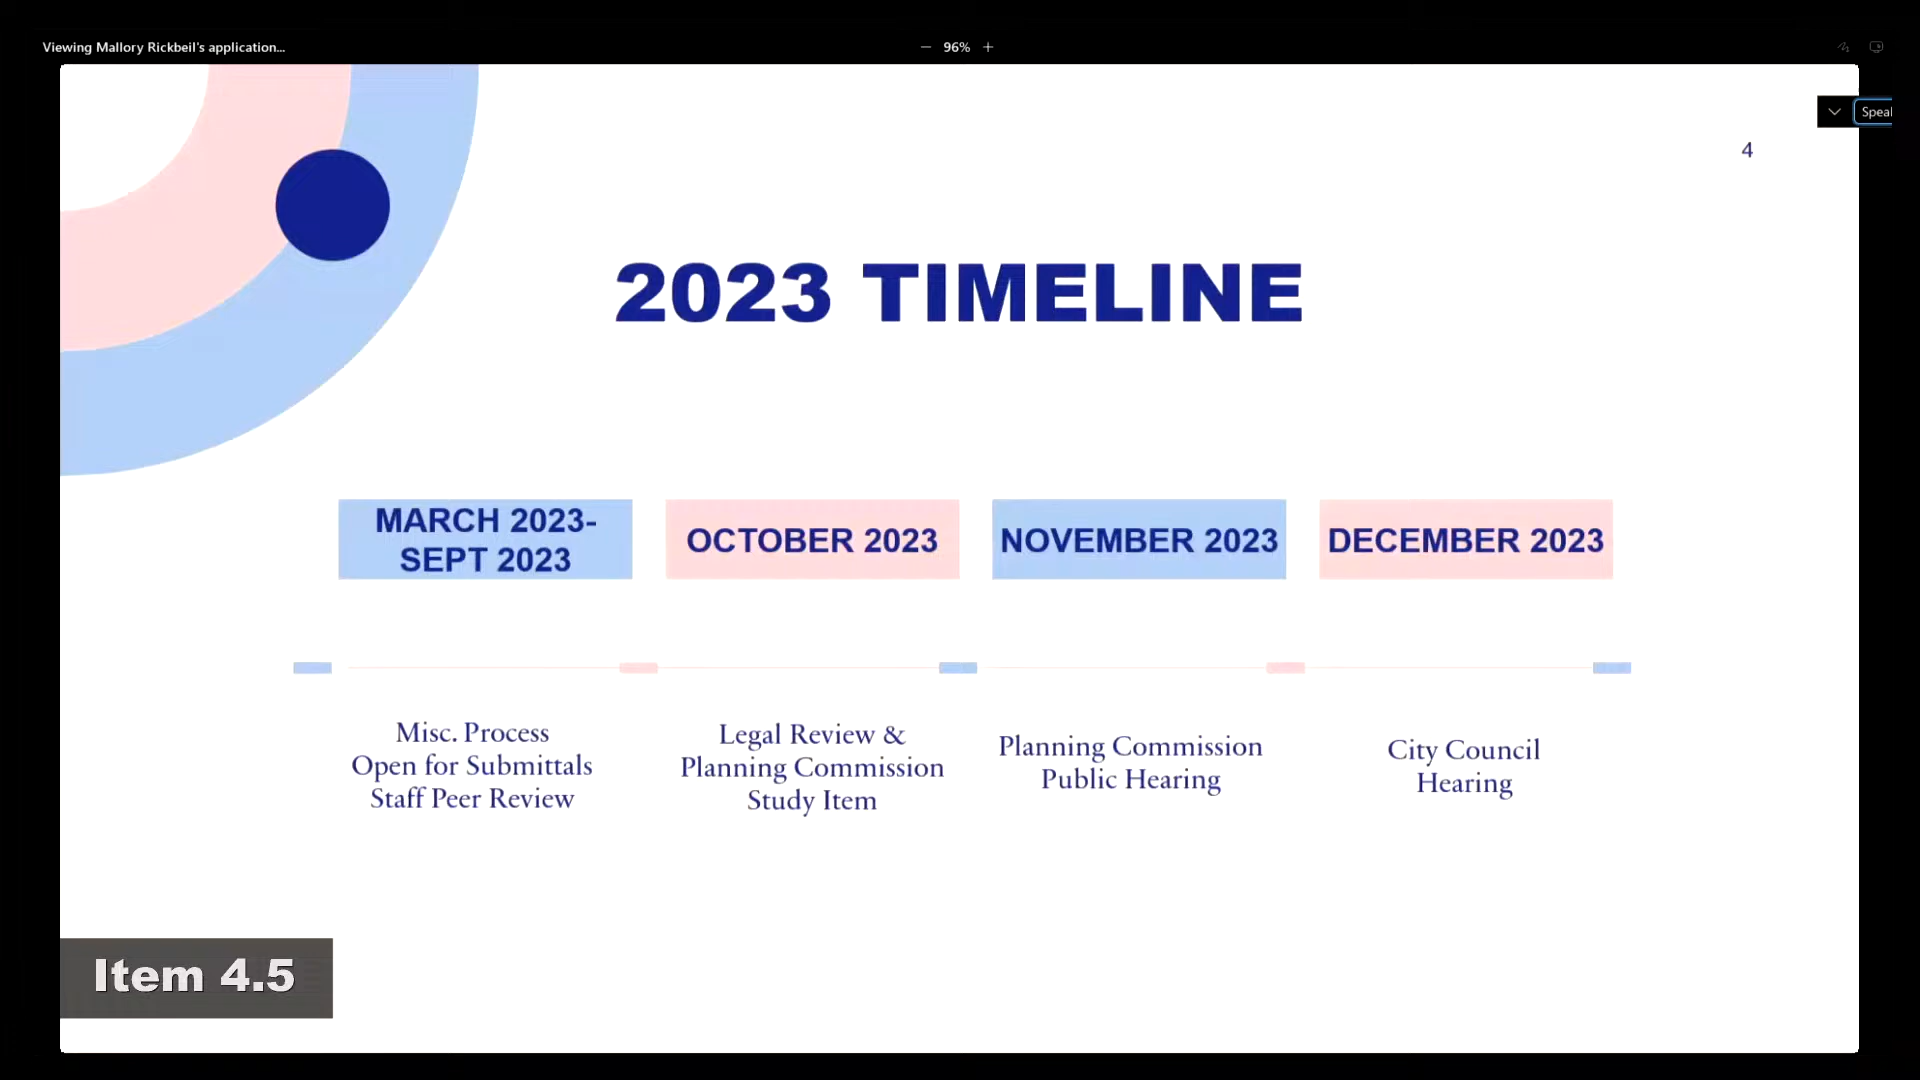 Viewing Mallory Rickbeil's application...
96%
Speal
4
2023 TIMELINE
MARCH 2023-
SEPT 2023
OCTOBER 2023
NOVEMBER 2023
DECEMBER 2023
Misc. Process
Open for Submittals
Staff Peer Review
Legal Review &
Planning Commission
Study Item
Planning Commission
Public Hearing
City Council
Hearing
Item 4.5